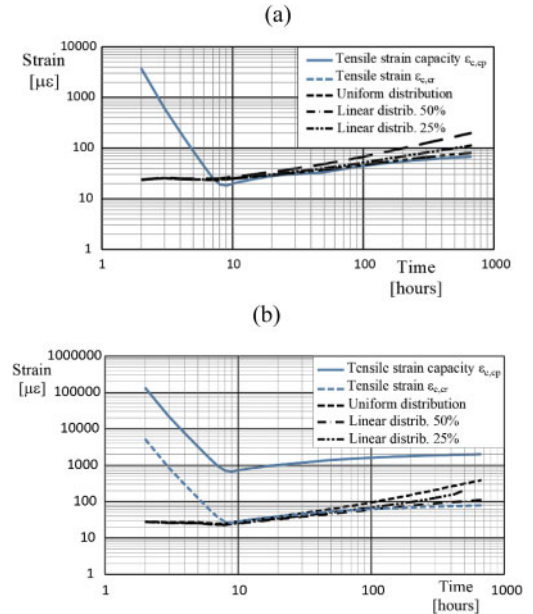 (a)
Strain
[µε]
10000
1000
100
10
1
Tensile strain capacity εc,cp
Tensile strain εc,cr
Uniform distribution
Linear distrib. 50%
Linear distrib. 25%
1
10
100
1000
Time
[hours]
(b)
Strain
[µε]
1000000
100000
10000
1000
100
10
1
Tensile strain capacity εc,cp
Tensile strain εc,cr
Uniform distribution
Linear distrib. 50%
Linear distrib. 25%
Time
[hours]
1
10
100
1000